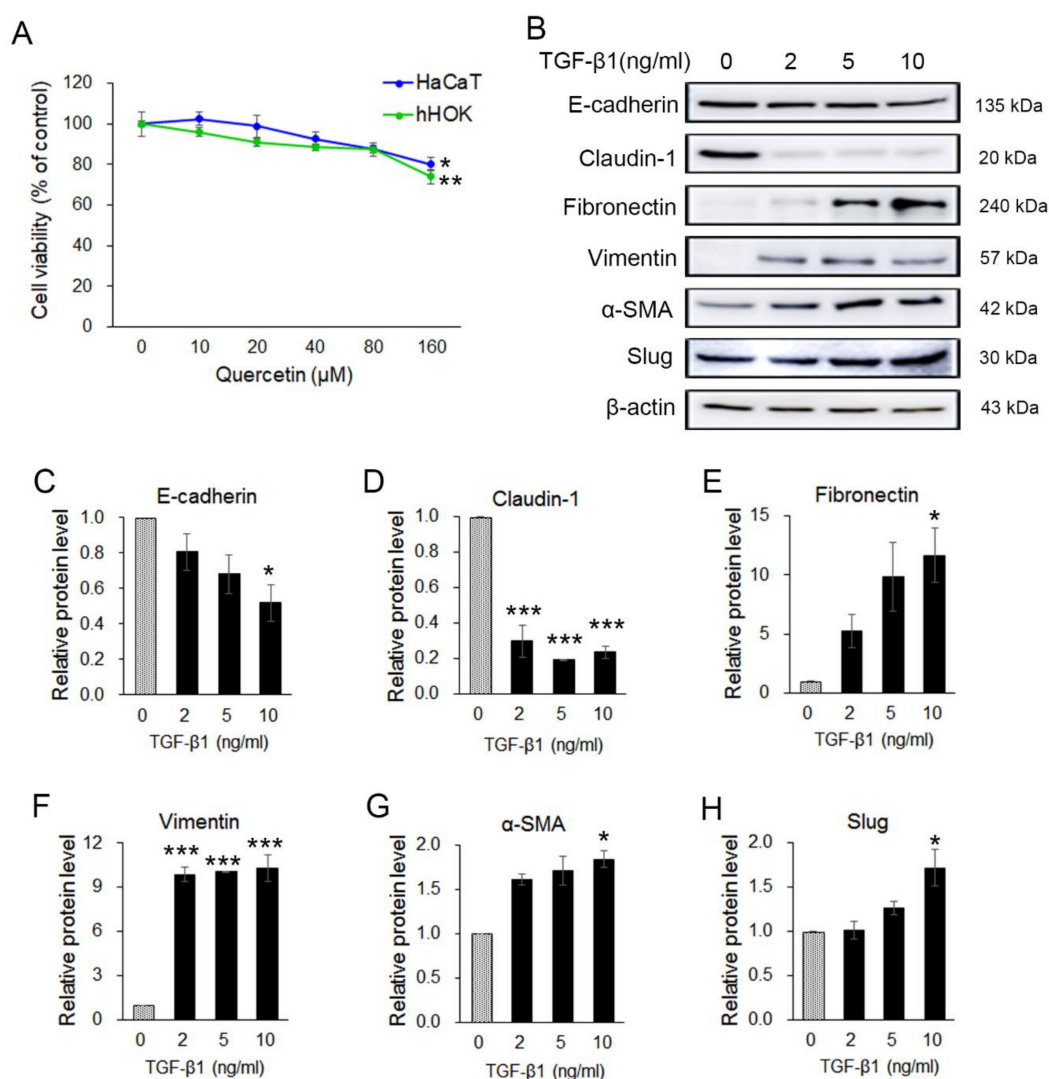 A
HaCaT
hHOK
Cell viability (% of control)
120
100
80
60
40
20
0
0 10 20 40 80 160
Quercetin (µM)
*
**
B
TGF-β1(ng/ml) 0 2 5 10
E-cadherin 135 kDa
Claudin-1 20 kDa
Fibronectin 240 kDa
Vimentin 57 kDa
α-SMA 42 kDa
Slug 30 kDa
β-actin 43 kDa
C
E-cadherin
Relative protein level
1.0
0.8
0.6
0.4
0.2
0.0
*
0 2 5 10
TGF-β1 (ng/ml)
D
Claudin-1
Relative protein level
1.0
0.8
0.6
0.4
0.2
0.0
*** *** ***
0 2 5 10
TGF-β1 (ng/ml)
E
Fibronectin
Relative protein level
15
10
5
0
*
0 2 5 10
TGF-β1 (ng/ml)
F
Vimentin
Relative protein level
12
9
6
3
0
*** *** ***
0 2 5 10
TGF-β1 (ng/ml)
G
α-SMA
Relative protein level
2.0
1.5
1.0
0.5
0.0
*
0 2 5 10
TGF-β1 (ng/ml)
H
Slug
Relative protein level
2.0
1.5
1.0
0.5
0.0
*
0 2 5 10
TGF-β1 (ng/ml)